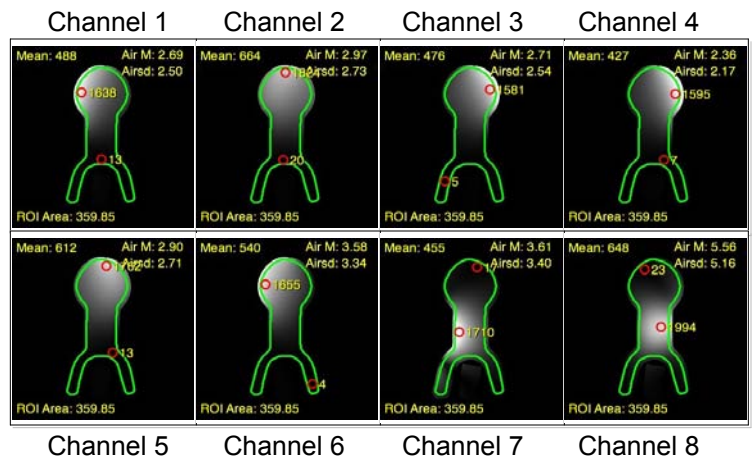 Channel 1
Channel 2
Channel 3
Channel 4
Mean: 488
Air M: 2.69
Airsd: 2.50
1638
13
ROI Area: 359.85
Mean: 664
Air M: 2.97
Airsd: 2.73
20
ROI Area: 359.85
Mean: 476
Air M: 2.71
Airsd: 2.54
1581
5
ROI Area: 359.85
Mean: 427
Air M: 2.36
Airsd: 2.17
1595
7
ROI Area: 359.85
Mean: 612
Air M: 2.90
Airsd: 2.71
1762
13
ROI Area: 359.85
Mean: 540
Air M: 3.58
Airsd: 3.34
1655
4
ROI Area: 359.85
Mean: 455
Air M: 3.61
Airsd: 3.40
1710
ROI Area: 359.85
Mean: 648
Air M: 5.56
Airsd: 5.16
23
1994
ROI Area: 359.85
Channel 5
Channel 6
Channel 7
Channel 8